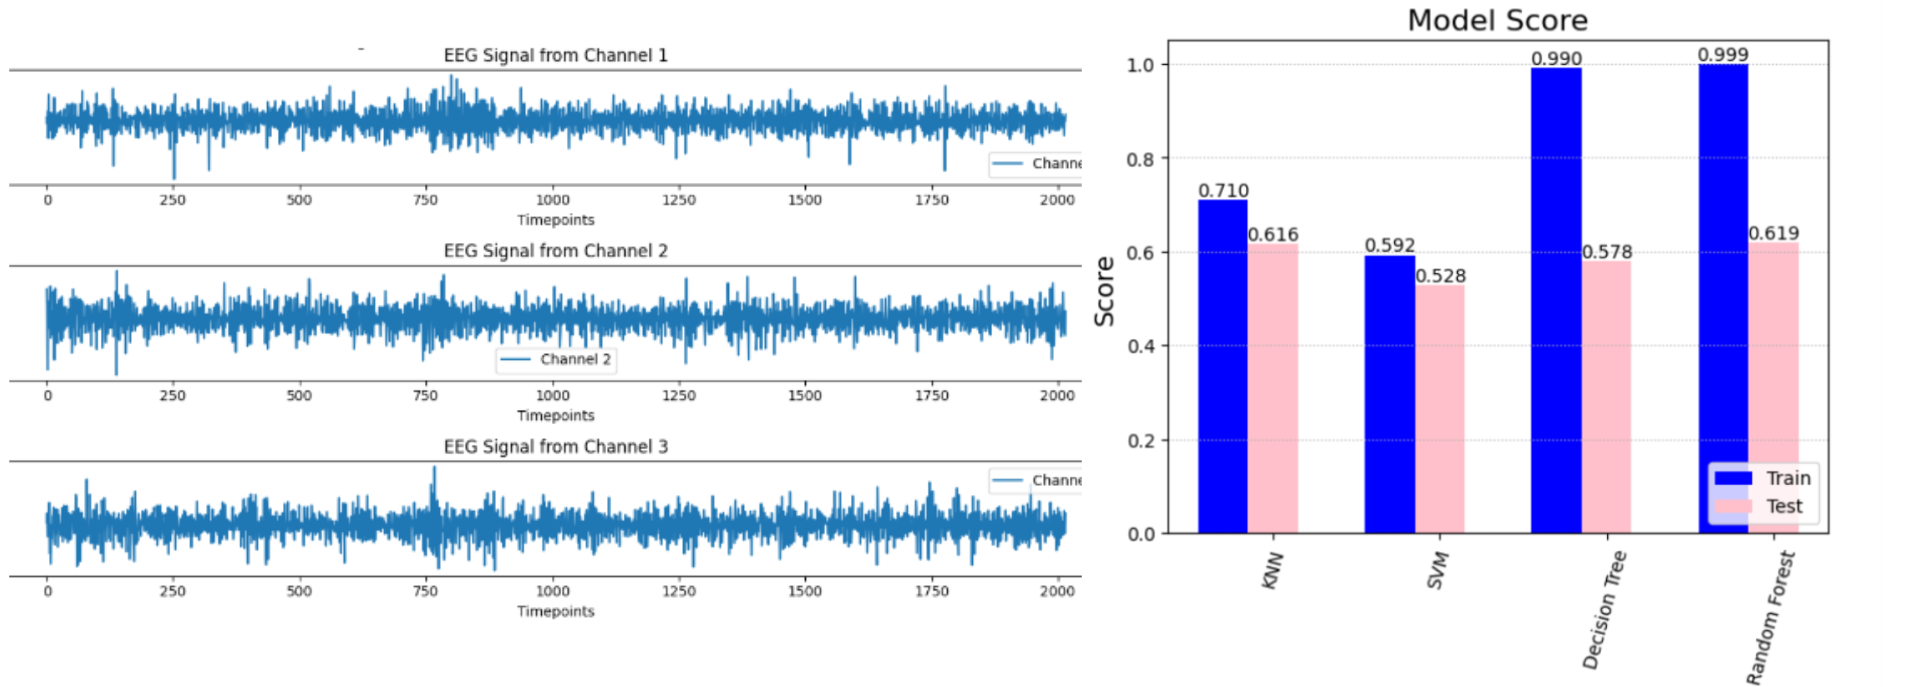 EEG Signal from Channel 1
Channe
0 250 500 750 1000 1250 1500 1750 2000
Timepoints
EEG Signal from Channel 2
Channel 2
0 250 500 750 1000 1250 1500 1750 2000
Timepoints
EEG Signal from Channel 3
Channe
0 250 500 750 1000 1250 1500 1750 2000
Timepoints
Model Score
Score
1.0
0.8
0.6
0.4
0.2
0.0
0.710
0.616
0.592
0.528
0.990
0.578
0.999
0.619
Train
Test
KNN
SVM
Decision Tree
Random Forest